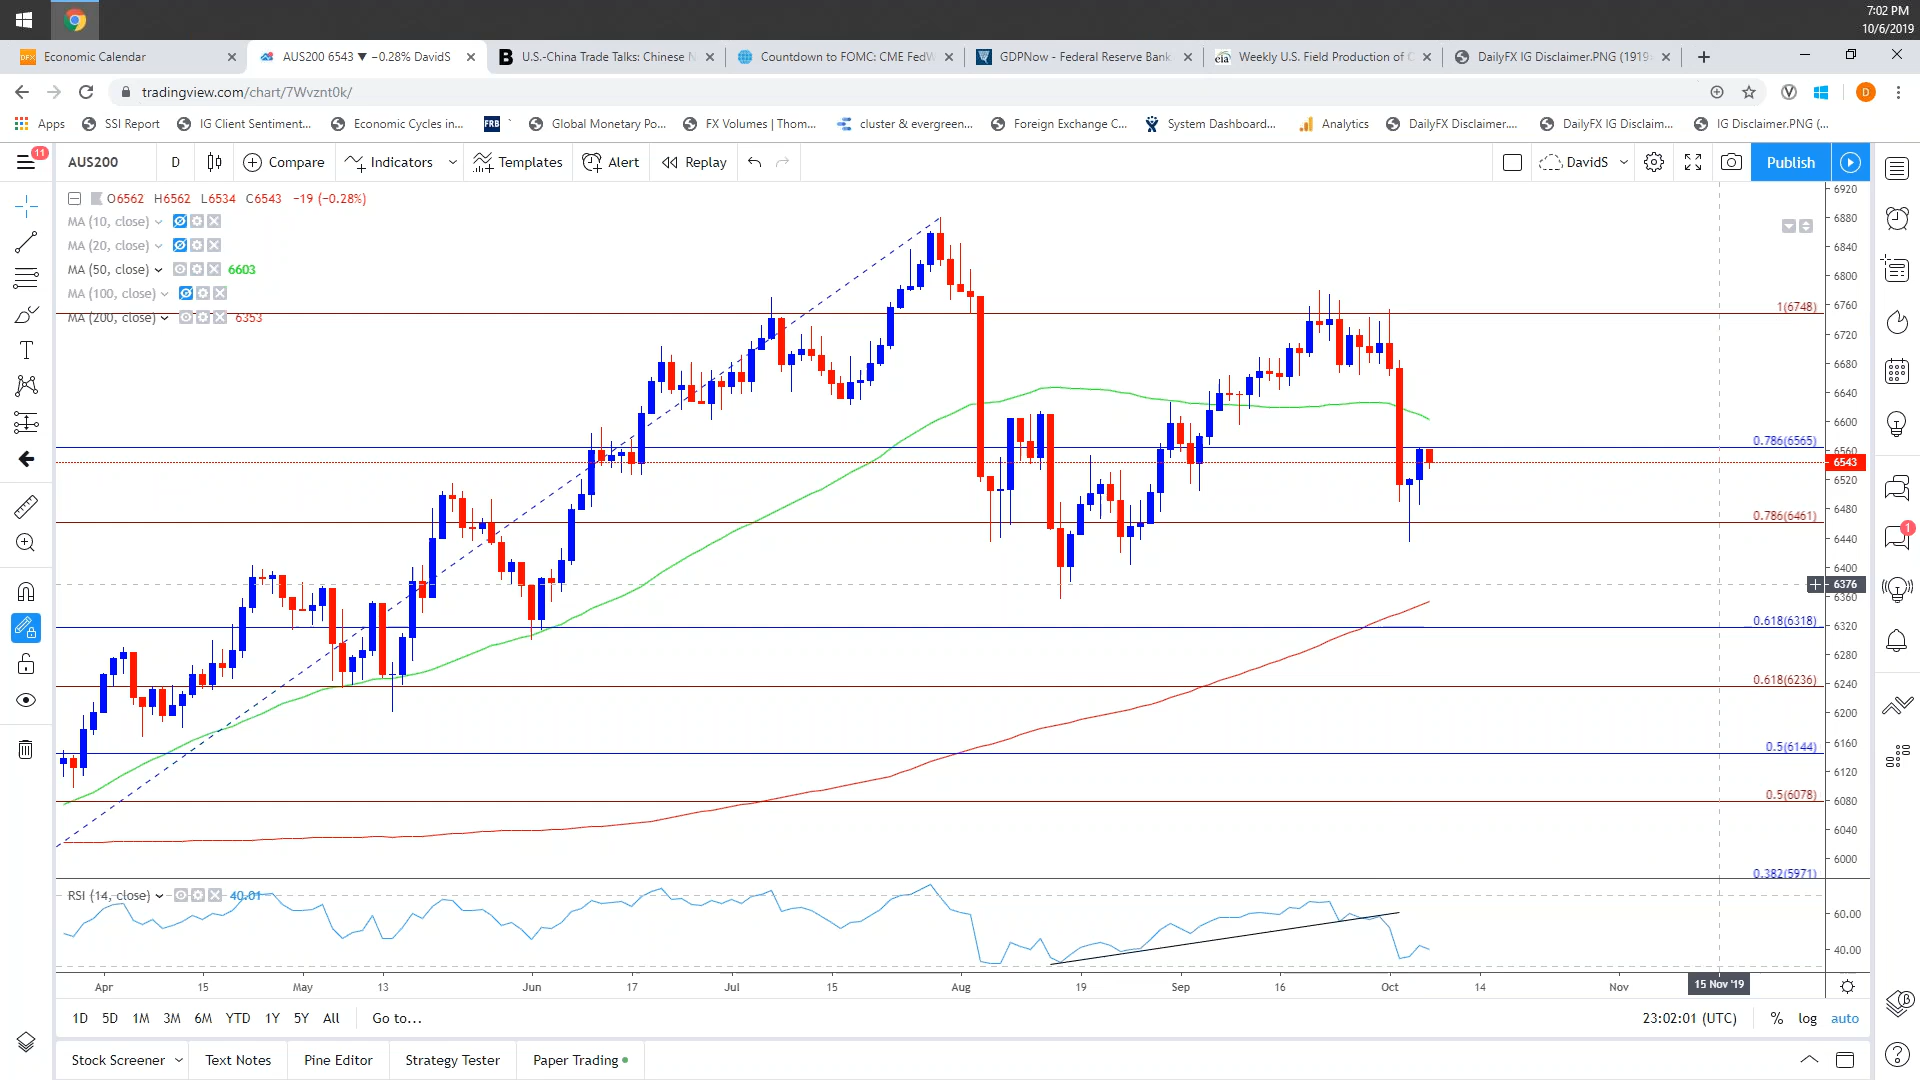 7:02 PM
10/6/2019
Economic Calendar
AUS200 6543 ▼ −0.28% DavidS
U.S.-China Trade Talks: Chinese N
Countdown to FOMC: CME FedW
GDPNow - Federal Reserve Bank
Weekly U.S. Field Production of C
DailyFX IG Disclaimer.PNG (1919
tradingview.com/chart/7Wvznt0k/
D
Apps
SSI Report
IG Client Sentiment...
Economic Cycles in...
FRB
Global Monetary Po...
FX Volumes | Thom...
cluster & evergreen...
Foreign Exchange C...
System Dashboard...
Analytics
DailyFX Disclaimer....
DailyFX IG Disclaim...
IG Disclaimer.PNG (...
11
AUS200
D
Compare
Indicators
Templates
Alert
Replay
DavidS
Publish
O6562 H6562 L6534 C6543 −19 (−0.28%)
MA (10, close)
MA (20, close)
MA (50, close) 6603
MA (100, close)
MA (200, close) 6353
6920
6880
6840
6800
6760
1(6748)
6720
6680
6640
6600
0.786(6565)
6560
6543
6520
0.786(6461)
6480
6440
6400
6376
6360
0.618(6318)
6320
6280
0.618(6236)
6240
6200
0.5(6144)
6160
6120
0.5(6078)
6080
6040
6000
0.382(5971)
RSI (14, close) 40.01
60.00
40.00
1
Apr 15 May 13 Jun 17 Jul 15 Aug 19 Sep 16 Oct 14 Nov 15 Nov '19
1D 5D 1M 3M 6M YTD 1Y 5Y All Go to...
23:02:01 (UTC) % log auto
Stock Screener
Text Notes
Pine Editor
Strategy Tester
Paper Trading